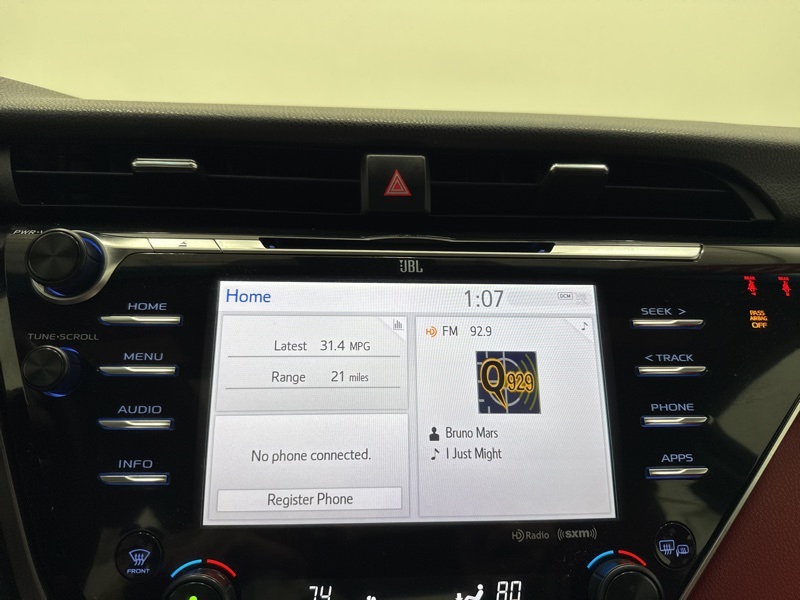 PWR
JBL
HOME
MENU
AUDIO
INFO
TUNE•SCROLL
Home
1:07
DCM
Latest 31.4 MPG
Range 21 miles
No phone connected.
Register Phone
HD FM 92.9
Q929
Bruno Mars
I Just Might
SEEK >
< TRACK
PHONE
APPS
PASS
AIRBAG
OFF
HD Radio
((sxm))
FRONT
74
80